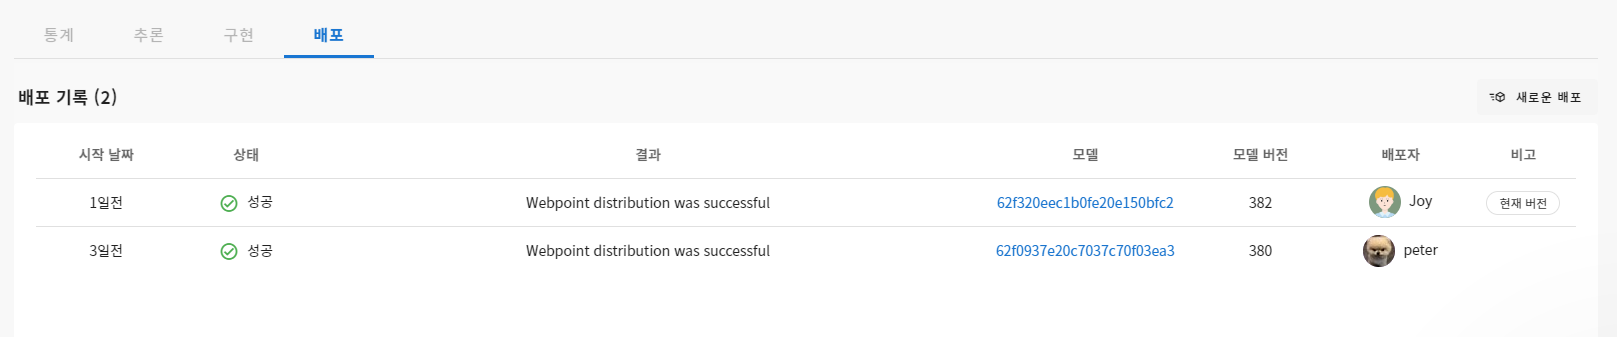 통계 추론 구현 배포
배포 기록 (2) 새로운 배포
시작 날짜 상태 결과 모델 모델 버전 배포자 비고
1일전 성공 Webpoint distribution was successful 62f320eec1b0fe20e150bfc2 382 Joy 현재 버전
3일전 성공 Webpoint distribution was successful 62f0937e20c7037c70f03ea3 380 peter